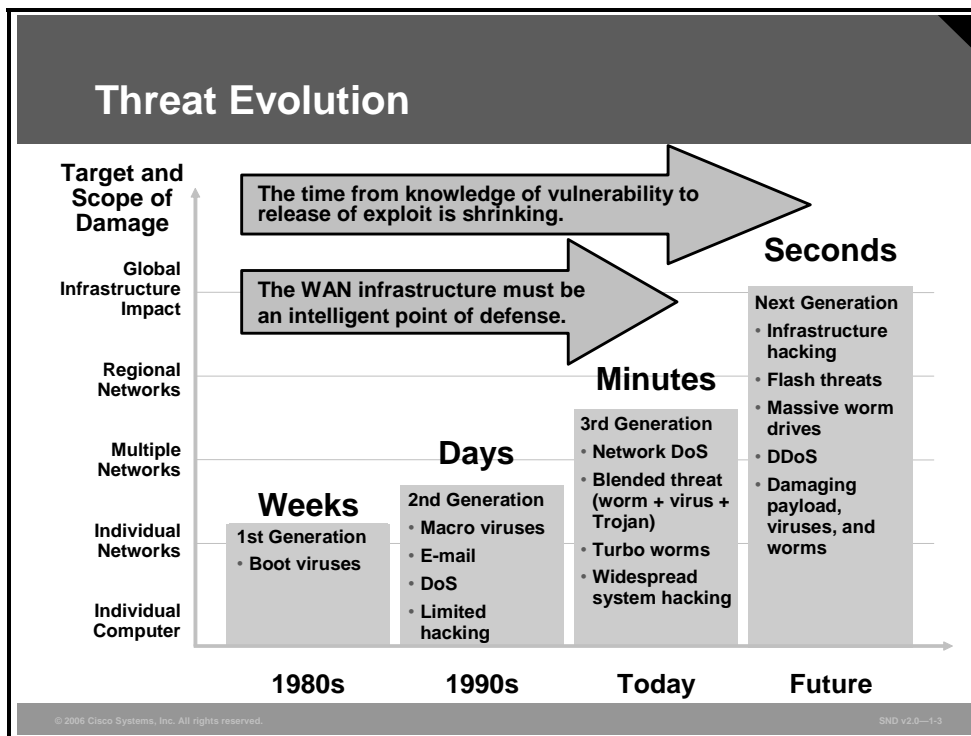 Threat Evolution
Target and
Scope of
Damage
The time from knowledge of vulnerability to
release of exploit is shrinking.
The WAN infrastructure must be
an intelligent point of defense.
Global
Infrastructure
Impact
Regional
Networks
Multiple
Networks
Individual
Networks
Individual
Computer
Weeks
1st Generation
• Boot viruses
Days
2nd Generation
• Macro viruses
• E-mail
• DoS
• Limited
hacking
Minutes
3rd Generation
• Network DoS
• Blended threat
(worm + virus +
Trojan)
• Turbo worms
• Widespread
system hacking
Seconds
Next Generation
• Infrastructure
hacking
• Flash threats
• Massive worm
drives
• DDoS
• Damaging
payload,
viruses, and
worms
1980s
1990s
Today
Future
© 2006 Cisco Systems, Inc. All rights reserved.
SND v2.0—1-3